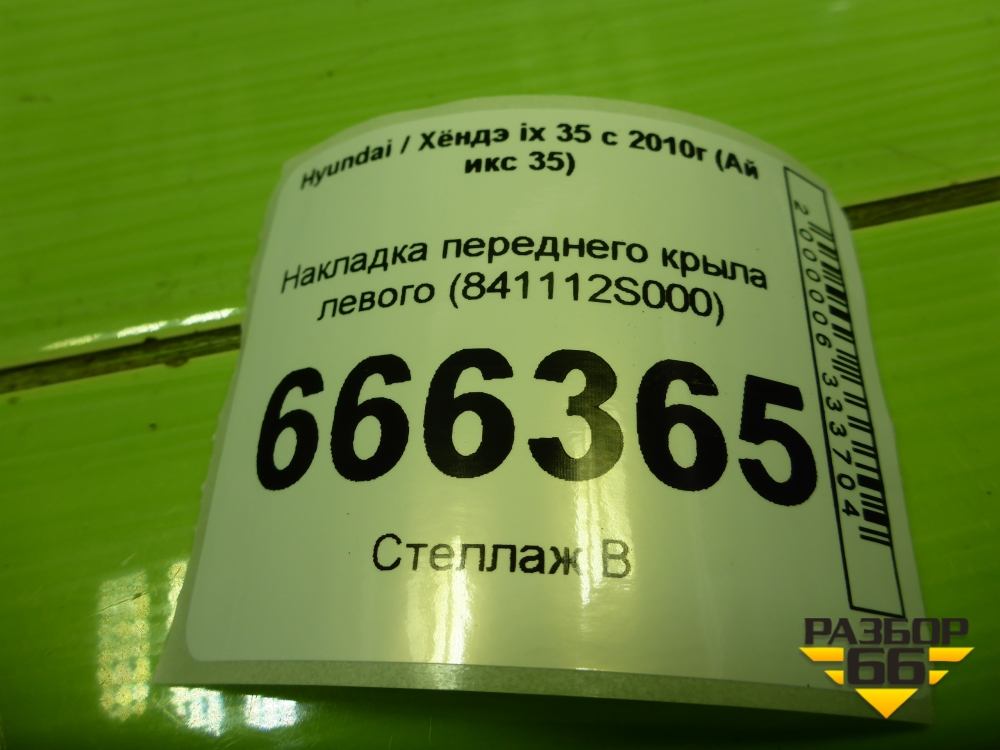 Hyundai / Хёндэ ix 35 с 2010г (Ай
икс 35)
Накладка переднего крыла
левого (841112S000)
666365
Стеллаж В
2000006333704
РАЗБОР
66